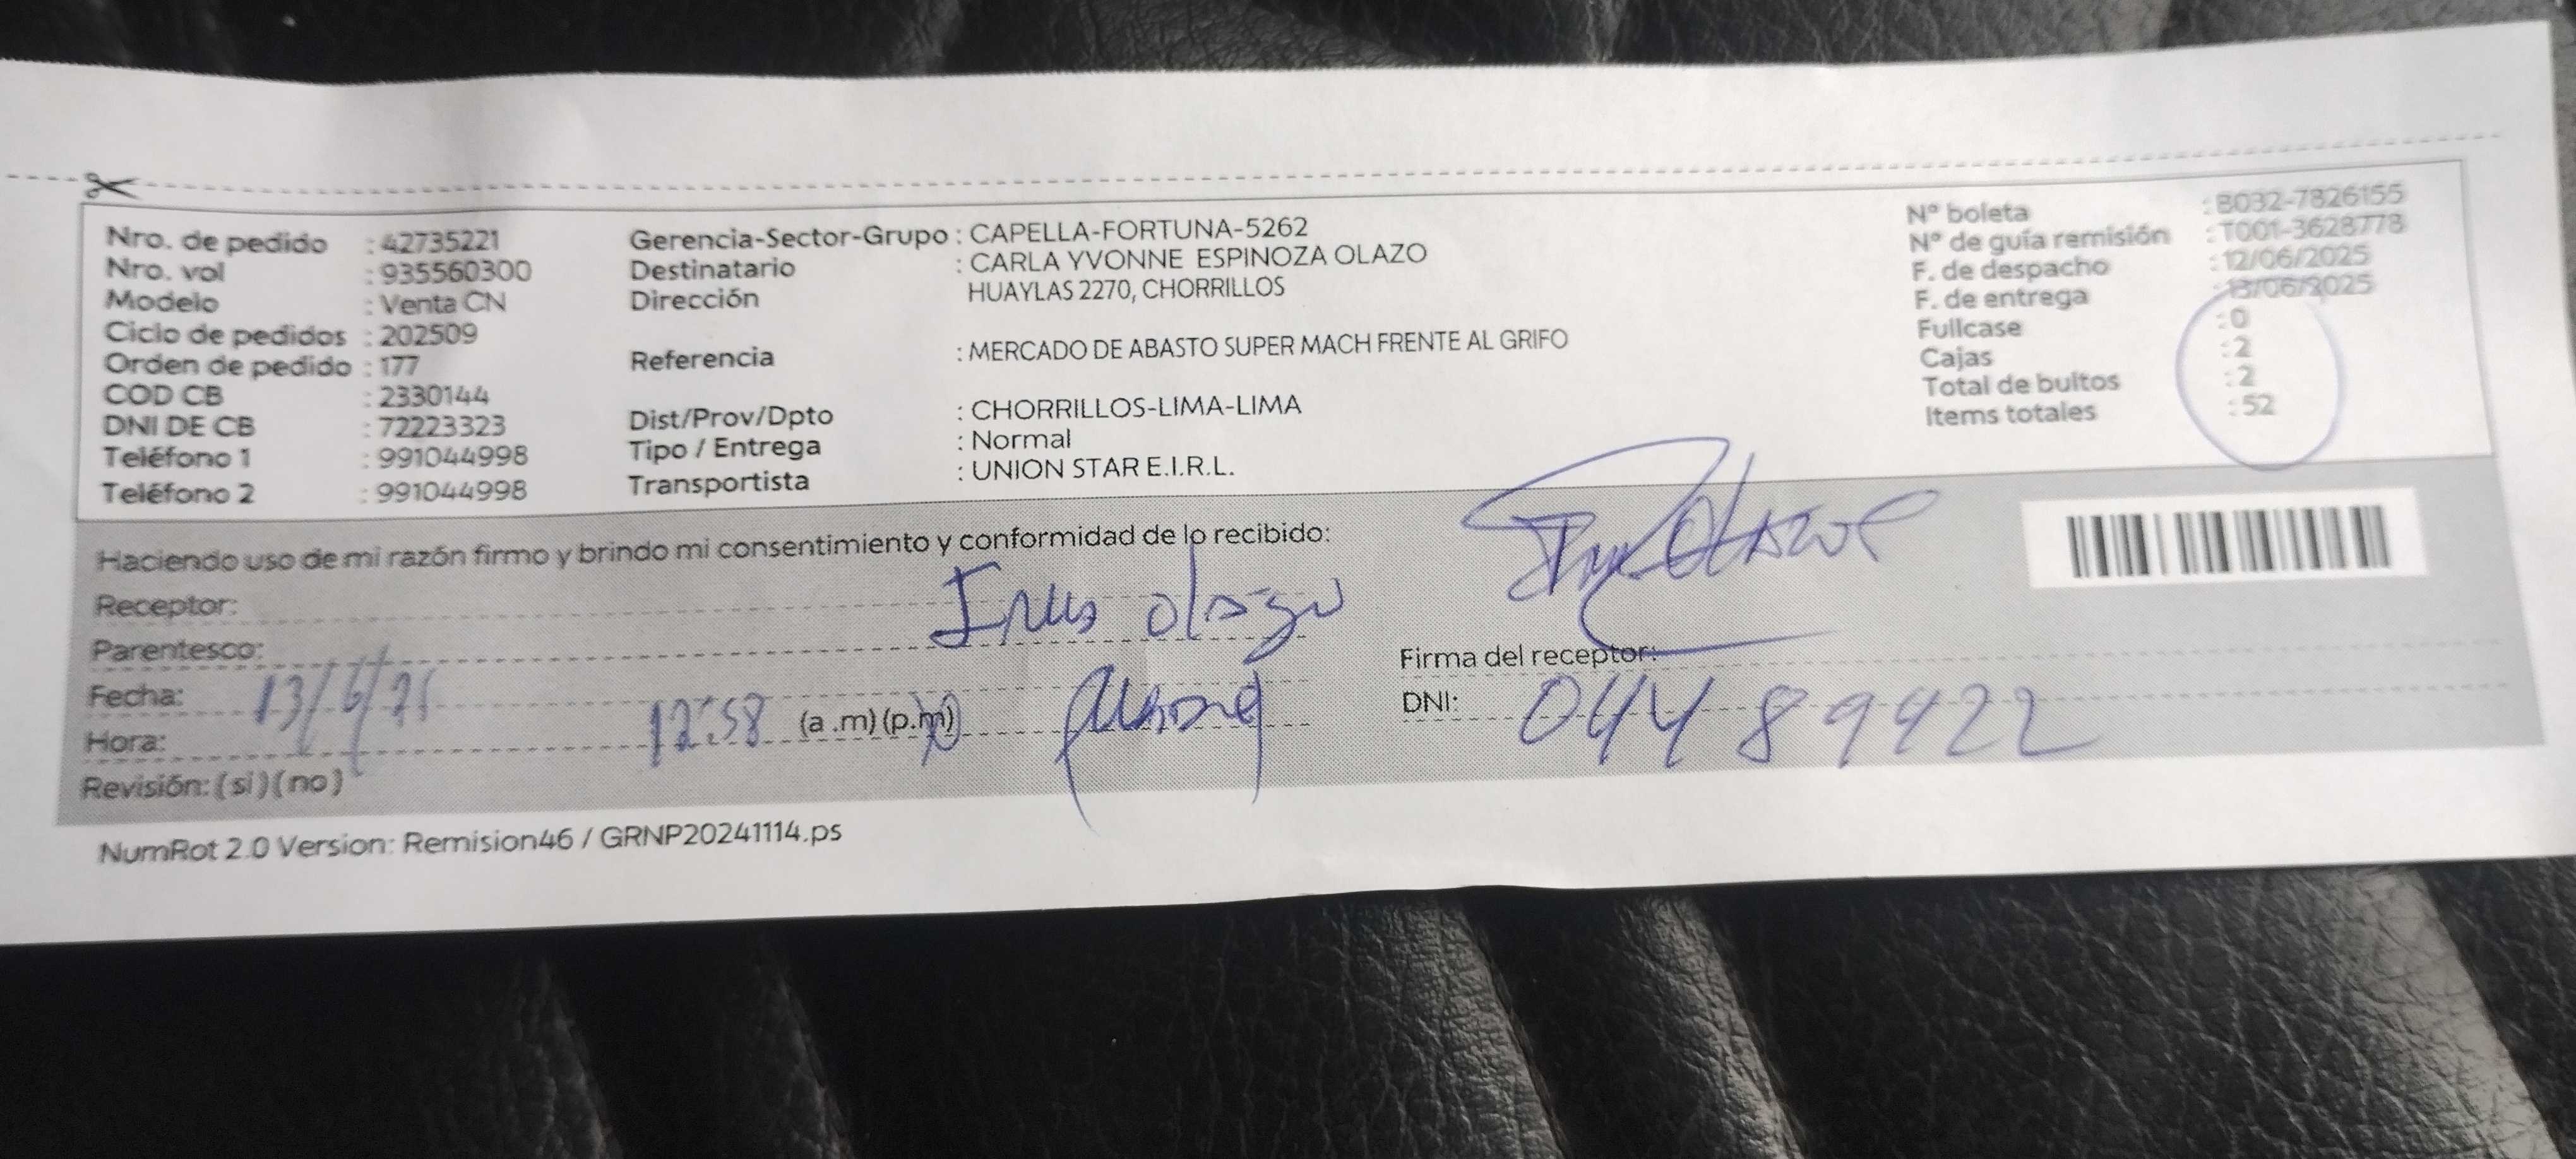 Nro. de pedido : 42735221
Nro. vol : 935560300
Modelo : Venta CN
Ciclo de pedidos : 202509
Orden de pedido : 177
COD CB : 2330144
DNI DE CB : 72223323
Teléfono 1 : 991044998
Teléfono 2 : 991044998
Gerencia-Sector-Grupo : CAPELLA-FORTUNA-5262
Destinatario : CARLA YVONNE ESPINOZA OLAZO
Dirección HUAYLAS 2270, CHORRILLOS
Referencia : MERCADO DE ABASTO SUPER MACH FRENTE AL GRIFO
Dist/Prov/Dpto : CHORRILLOS-LIMA-LIMA
Tipo / Entrega : Normal
Transportista : UNION STAR E.I.R.L.
N° boleta : B032-7826155
N° de guía remisión : T001-3628778
F. de despacho : 12/06/2025
F. de entrega : 13/06/2025
Fullcase : 0
Cajas : 2
Total de bultos : 2
Items totales : 52
Haciendo uso de mi razón firmo y brindo mi consentimiento y conformidad de lo recibido:
Receptor:
Parentesco:
Fecha: 13/6/25
Hora: 12:58 (a .m) (p.m)
Revisión: (si) (no)
Firma del receptor:
DNI: 04489422
NumRot 2.0 Version: Remision46 / GRNP20241114.ps